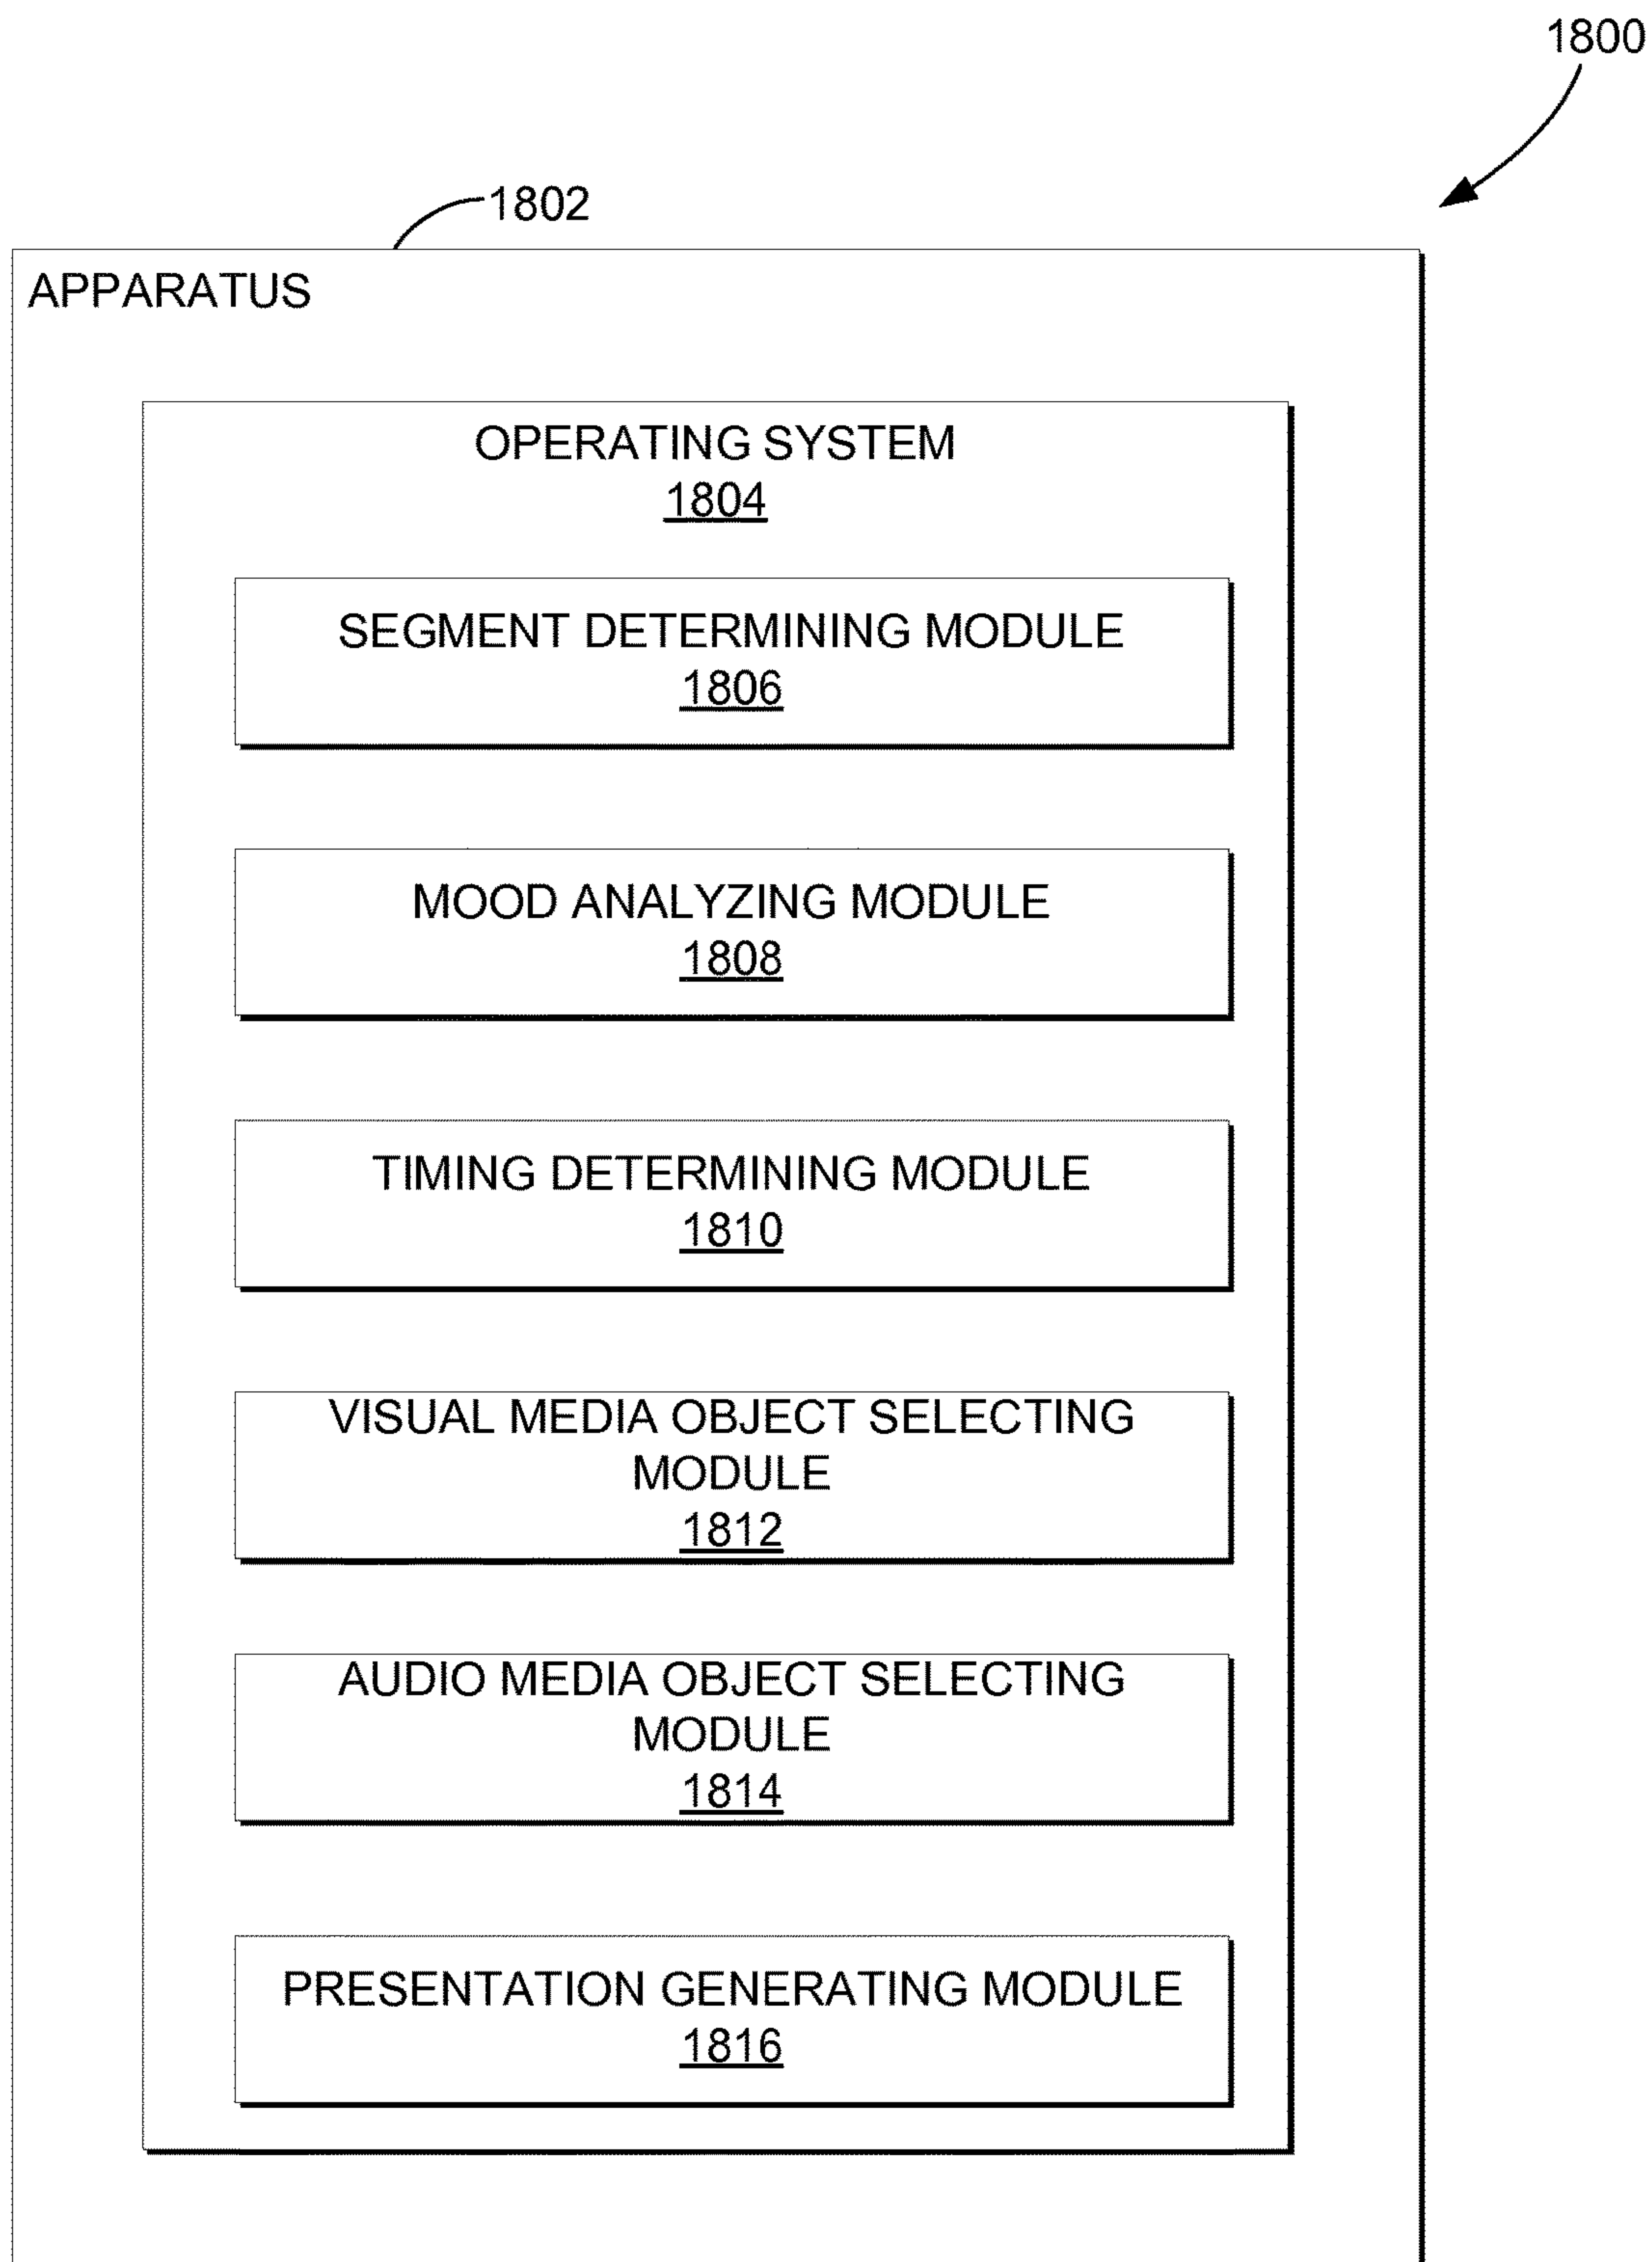 1800
1802
APPARATUS
OPERATING SYSTEM
1804
SEGMENT DETERMINING MODULE
1806
MOOD ANALYZING MODULE
1808
TIMING DETERMINING MODULE
1810
VISUAL MEDIA OBJECT SELECTING
MODULE
1812
AUDIO MEDIA OBJECT SELECTING
MODULE
1814
PRESENTATION GENERATING MODULE
1816